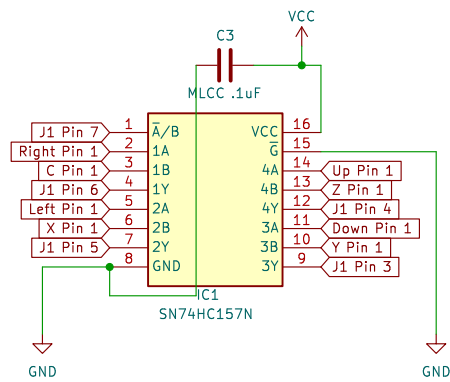 VCC
C3
MLCC .1uF
J1 Pin 7 1 A̅/B VCC 16
Right Pin 1 2 1A G̅ 15
C Pin 1 3 1B 4A 14 Up Pin 1
J1 Pin 6 4 1Y 4B 13 Z Pin 1
Left Pin 1 5 2A 4Y 12 J1 Pin 4
X Pin 1 6 2B 3A 11 Down Pin 1
J1 Pin 5 7 2Y 3B 10 Y Pin 1
8 GND 3Y 9 J1 Pin 3
IC1
SN74HC157N
GND GND